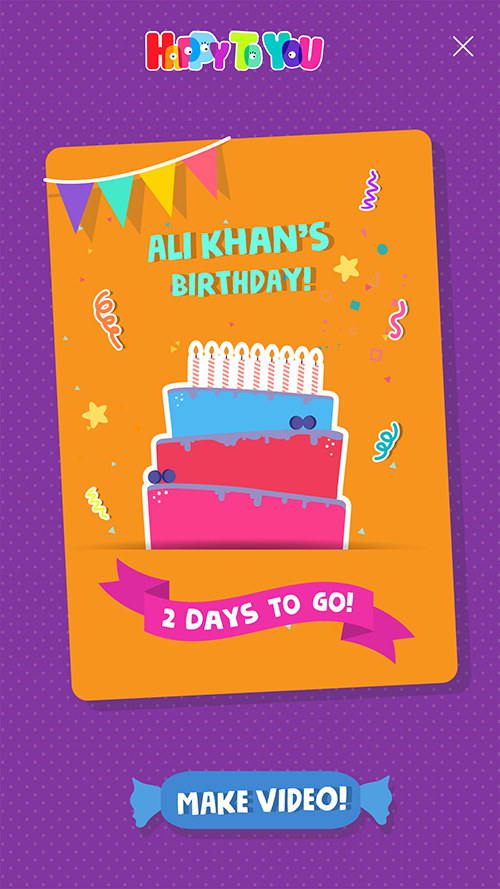 HAPPY TO YOU
ALI KHAN'S
BIRTHDAY!
2 DAYS TO GO!
MAKE VIDEO!